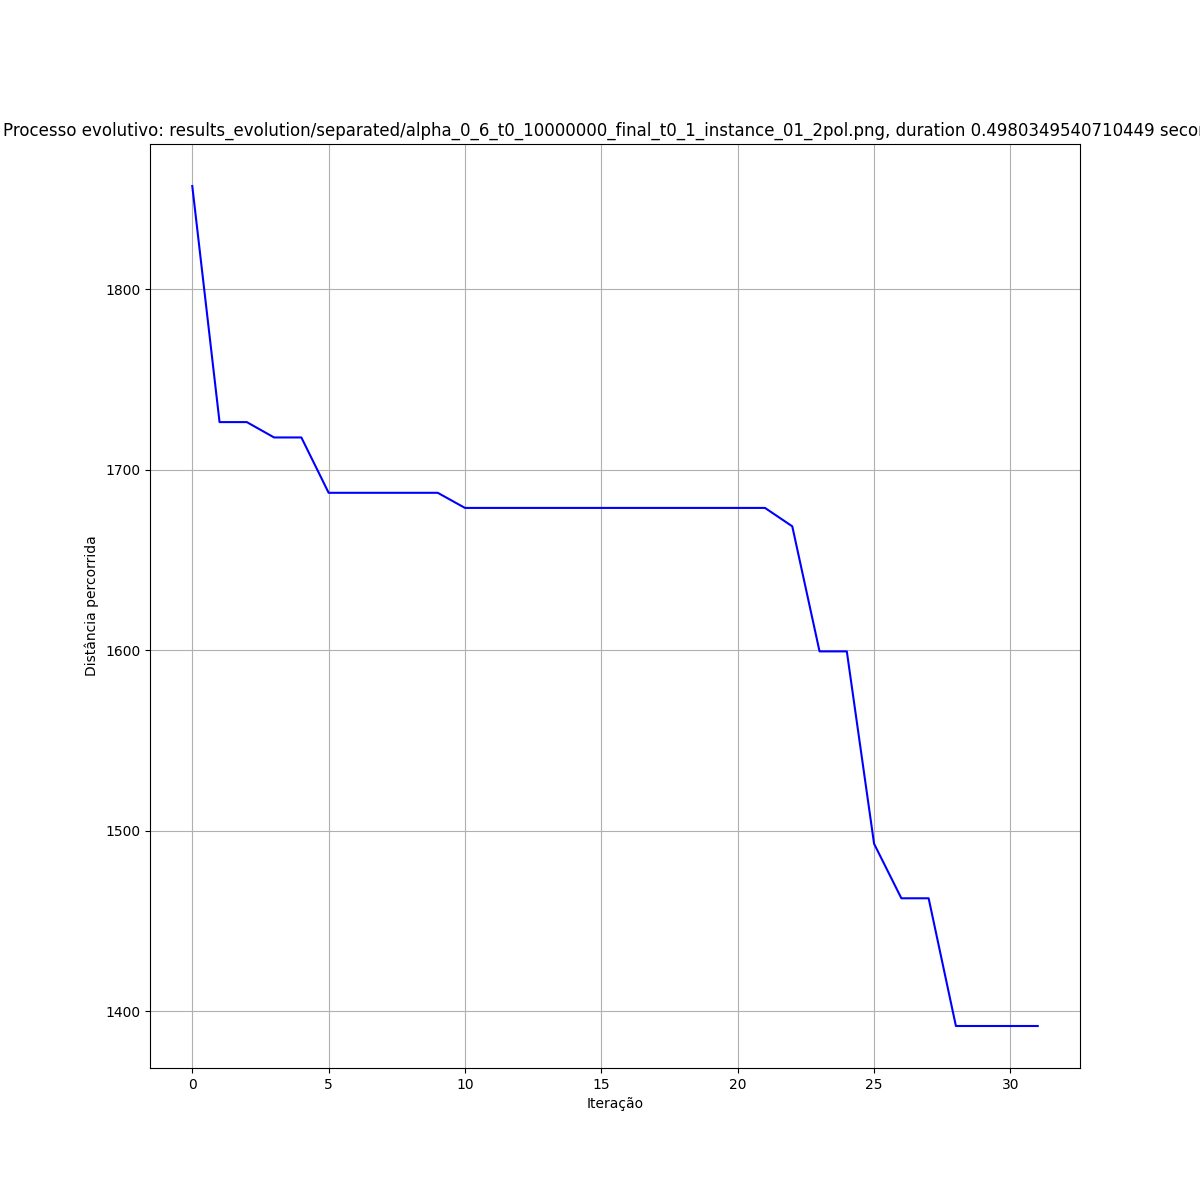 Processo evolutivo: results_evolution/separated/alpha_0_6_t0_10000000_final_t0_1_instance_01_2pol.png, duration 0.4980349540710449
1800
1700
1600
1500
1400
Distância percorrida
0 5 10 15 20 25 30
Iteração